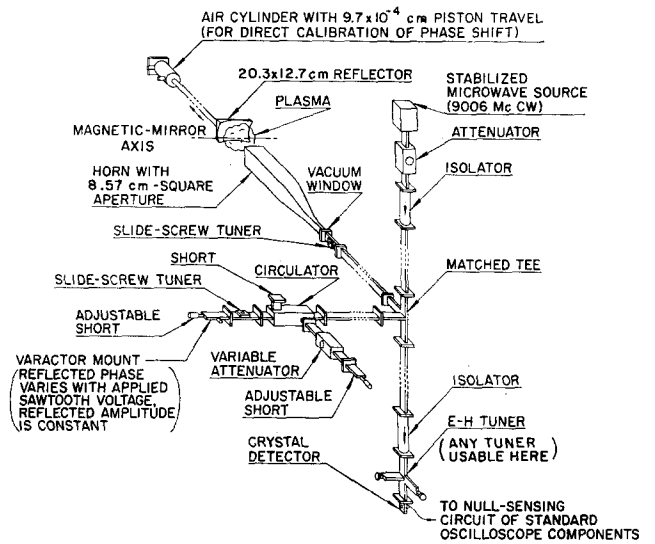 AIR CYLINDER WITH 9.7x10⁻⁴ cm PISTON TRAVEL
(FOR DIRECT CALIBRATION OF PHASE SHIFT)
20.3x12.7cm REFLECTOR
PLASMA
MAGNETIC-MIRROR
AXIS
HORN WITH
8.57 cm-SQUARE
APERTURE
VACUUM
WINDOW
SLIDE-SCREW TUNER
STABILIZED
MICROWAVE SOURCE
(9006 Mc CW)
ATTENUATOR
ISOLATOR
MATCHED TEE
SHORT
CIRCULATOR
SLIDE-SCREW TUNER
ADJUSTABLE
SHORT
VARACTOR MOUNT
(REFLECTED PHASE
VARIES WITH APPLIED
SAWTOOTH VOLTAGE,
REFLECTED AMPLITUDE
IS CONSTANT)
VARIABLE
ATTENUATOR
ADJUSTABLE
SHORT
ISOLATOR
E-H TUNER
(ANY TUNER
USABLE HERE)
CRYSTAL
DETECTOR
TO NULL-SENSING
CIRCUIT OF STANDARD
OSCILLOSCOPE COMPONENTS